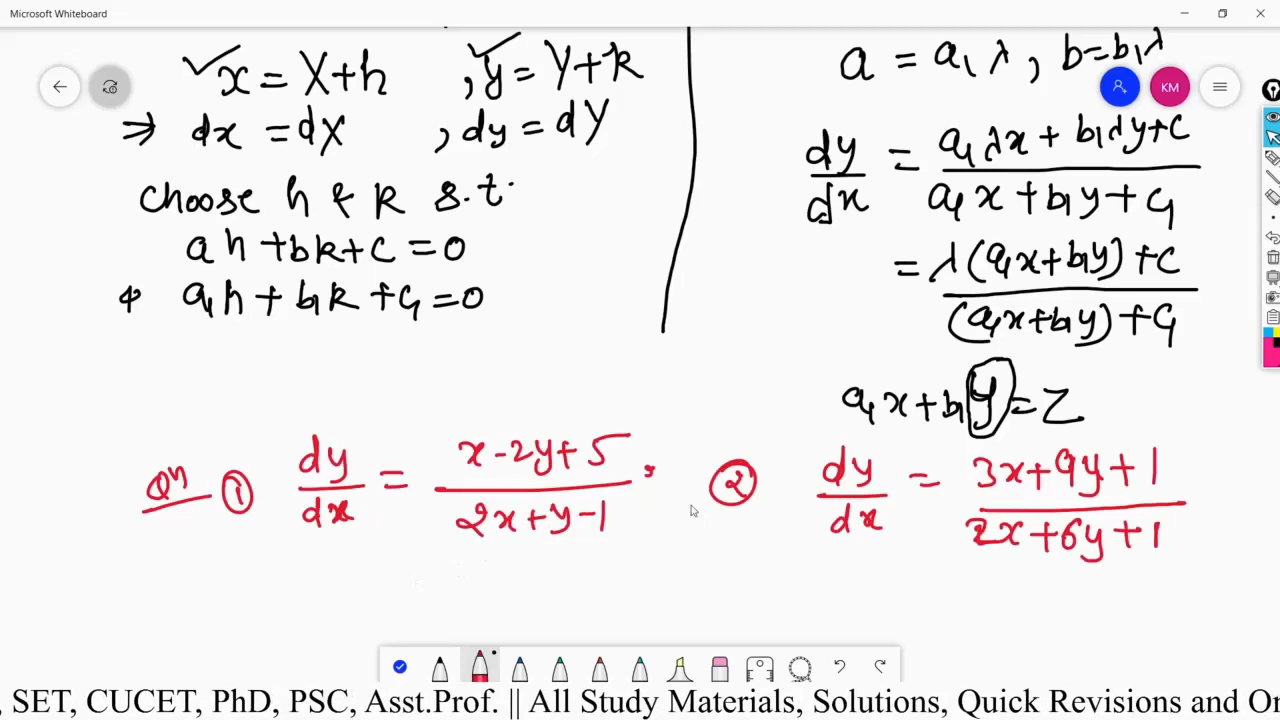 Microsoft Whiteboard
x = X+h , y = Y+k
⇒ dx = dX , dy = dY
Choose h & k s.t.
ah + bk + c = 0
& a₁h + b₁k + c₁ = 0
a = a₁λ , b = b₁λ
dy/dx = (a₁λx + b₁λy + c)/(a₁x + b₁y + c₁)
= (λ(a₁x + b₁y) + c)/((a₁x + b₁y) + c₁)
a₁x + b₁y = z
Qn ① dy/dx = (x - 2y + 5)/(2x + y - 1) .
② dy/dx = (3x + 9y + 1)/(2x + 6y + 1)
KM
, SET, CUCET, PhD, PSC, Asst.Prof. || All Study Materials, Solutions, Quick Revisions and Or